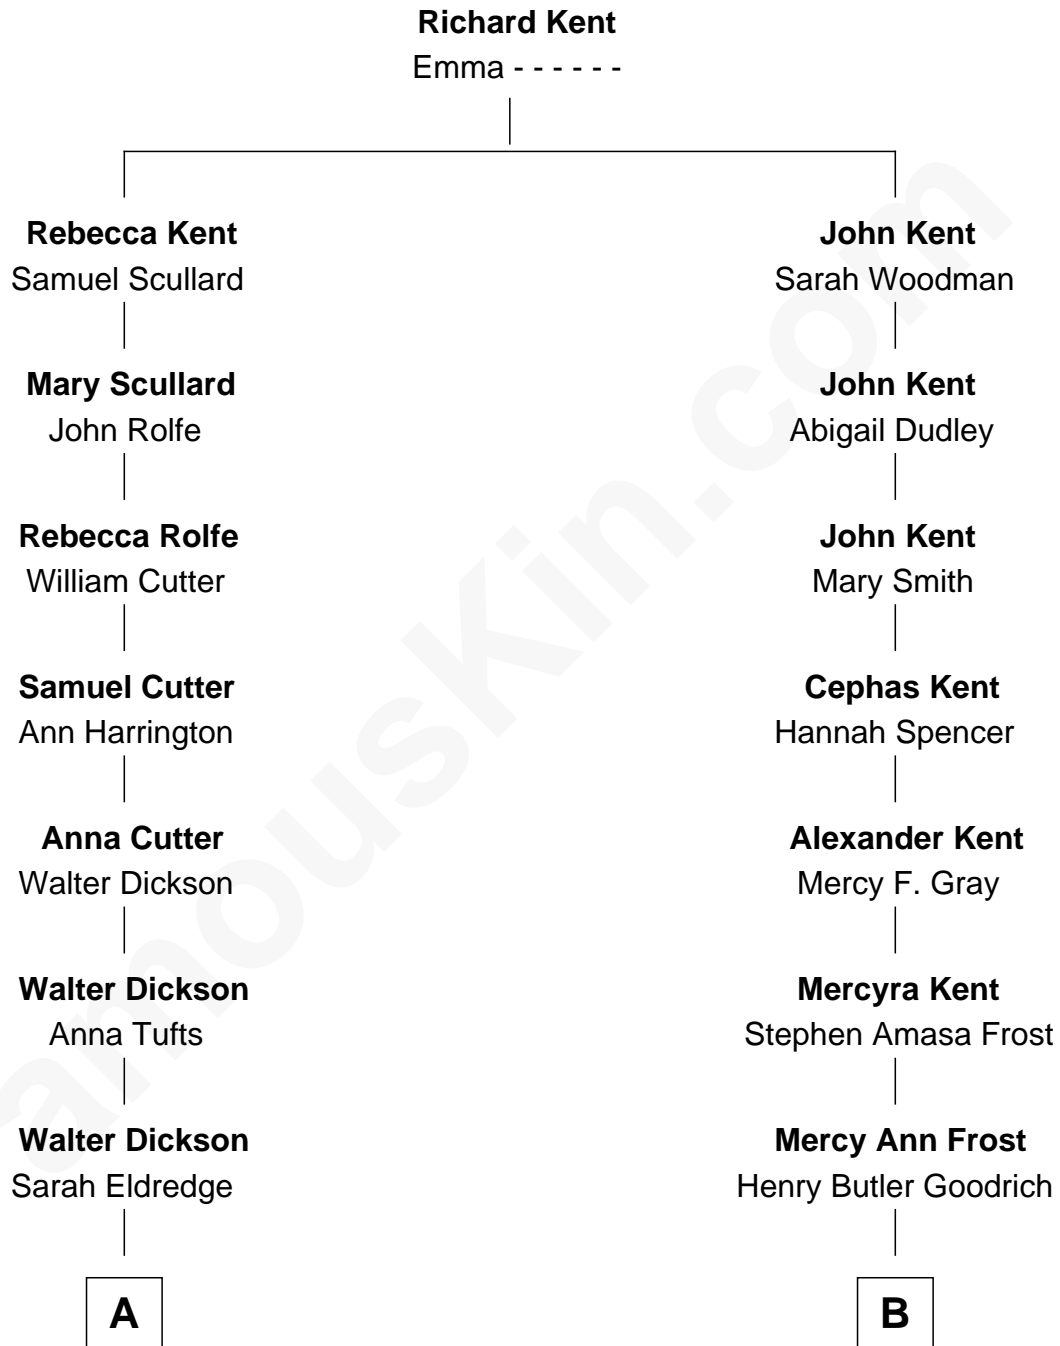 Richard Kent
Emma - - - - - -
Rebecca Kent
Samuel Scullard
John Kent
Sarah Woodman
Mary Scullard
John Rolfe
John Kent
Abigail Dudley
Rebecca Rolfe
William Cutter
John Kent
Mary Smith
Samuel Cutter
Ann Harrington
Cephas Kent
Hannah Spencer
Anna Cutter
Walter Dickson
Alexander Kent
Mercy F. Gray
Walter Dickson
Anna Tufts
Mercyra Kent
Stephen Amasa Frost
Walter Dickson
Sarah Eldredge
Mercy Ann Frost
Henry Butler Goodrich
A
B
amousKin.com